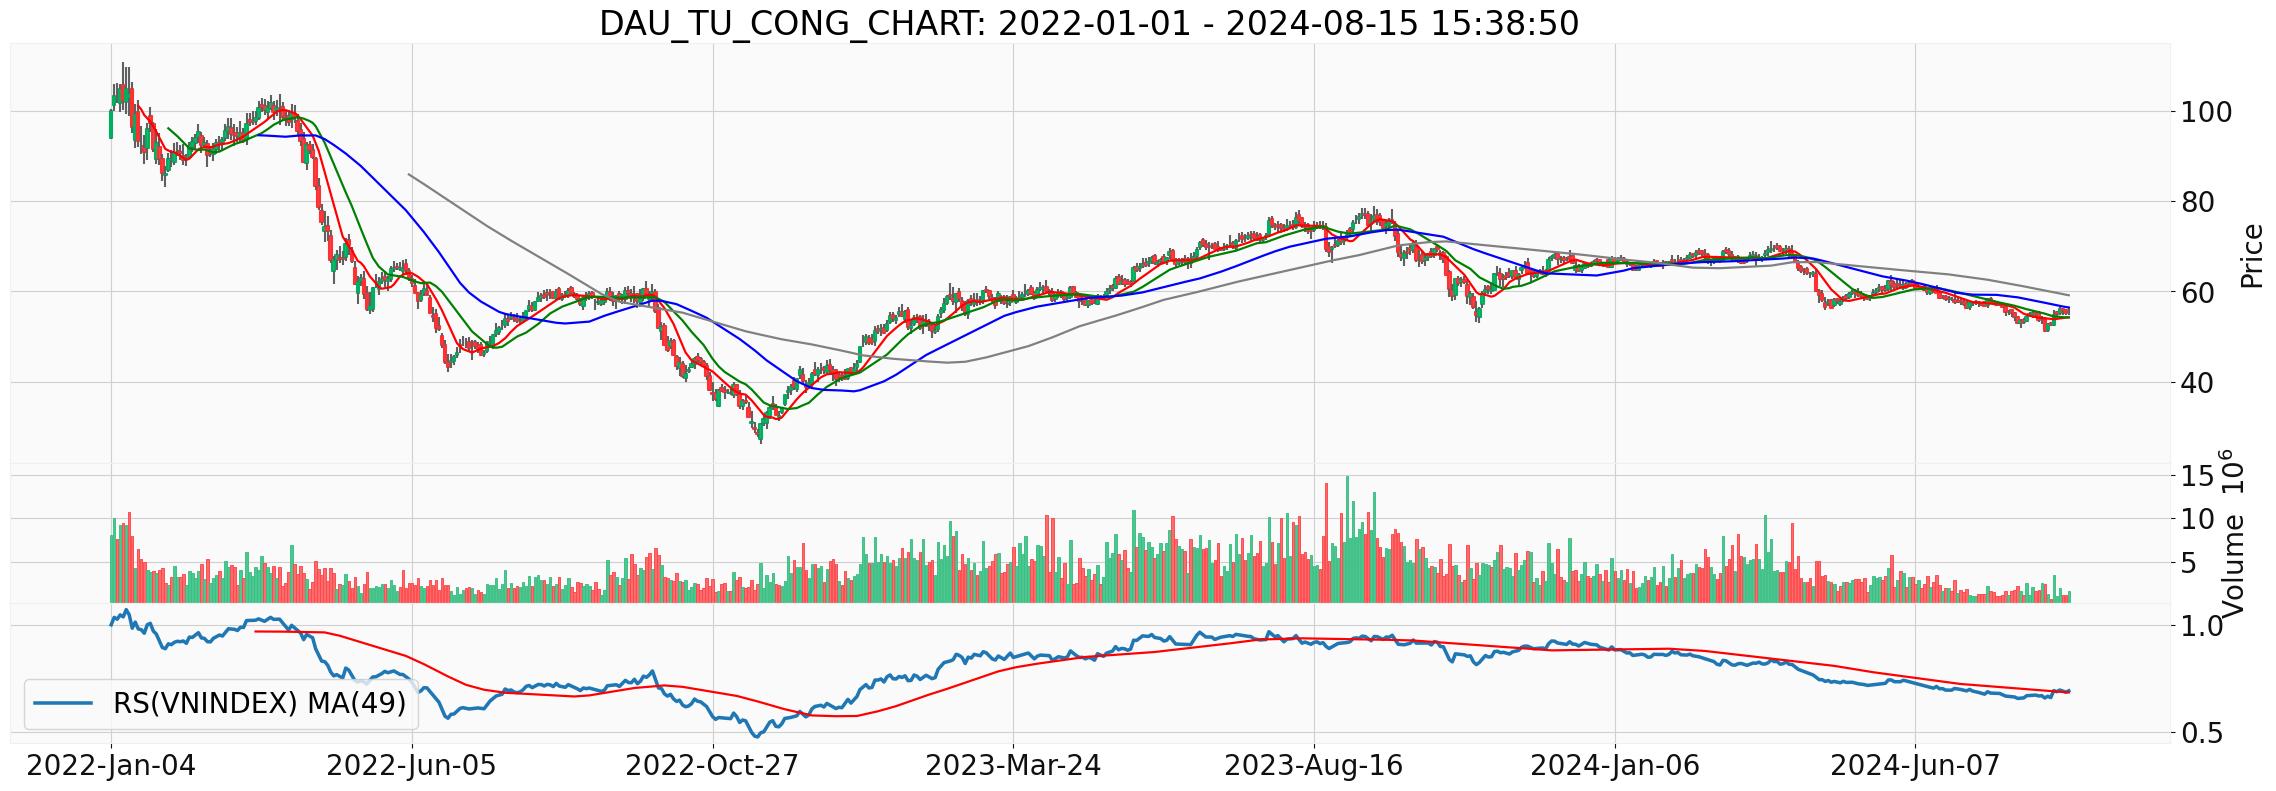 DAU_TU_CONG_CHART: 2022-01-01 - 2024-08-15 15:38:50
100
80
60
40
Price
15
10
5
Volume 10⁶
1.0
0.5
RS(VNINDEX) MA(49)
2022-Jan-04
2022-Jun-05
2022-Oct-27
2023-Mar-24
2023-Aug-16
2024-Jan-06
2024-Jun-07